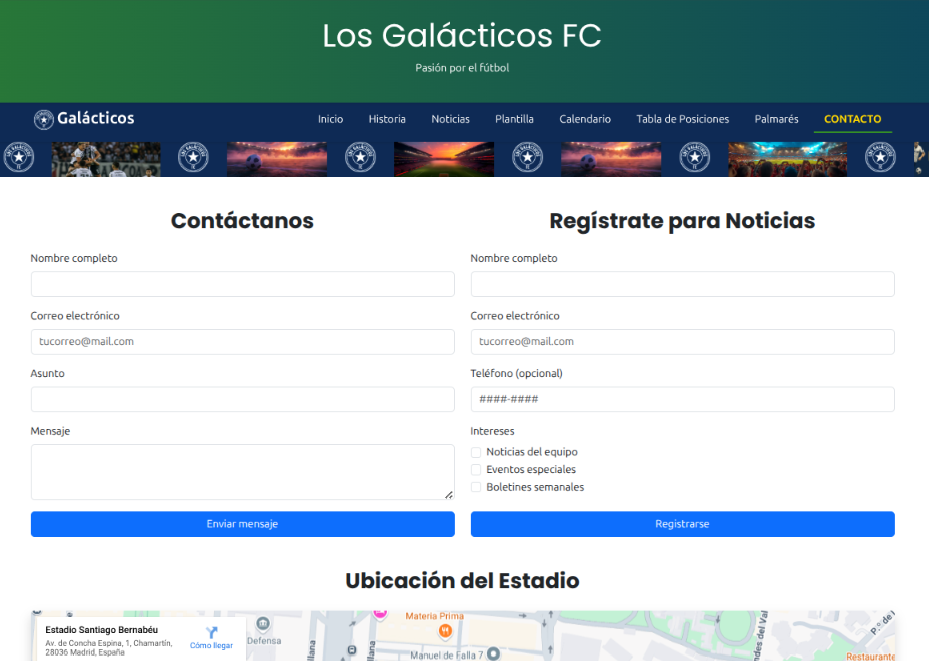 Los Galácticos FC
Pasión por el fútbol
Galácticos
Inicio Historia Noticias Plantilla Calendario Tabla de Posiciones Palmarés CONTACTO
Contáctanos
Nombre completo
Correo electrónico
tucorreo@mail.com
Asunto
Mensaje
Enviar mensaje
Regístrate para Noticias
Nombre completo
Correo electrónico
tucorreo@mail.com
Teléfono (opcional)
####-####
Intereses
Noticias del equipo
Eventos especiales
Boletines semanales
Registrarse
Ubicación del Estadio
Estadio Santiago Bernabéu
Av. de Concha Espina, 1, Chamartín,
28036 Madrid, España
Cómo llegar
Defensa
Materia Prima
Manuel de Falla 7
Restaurante